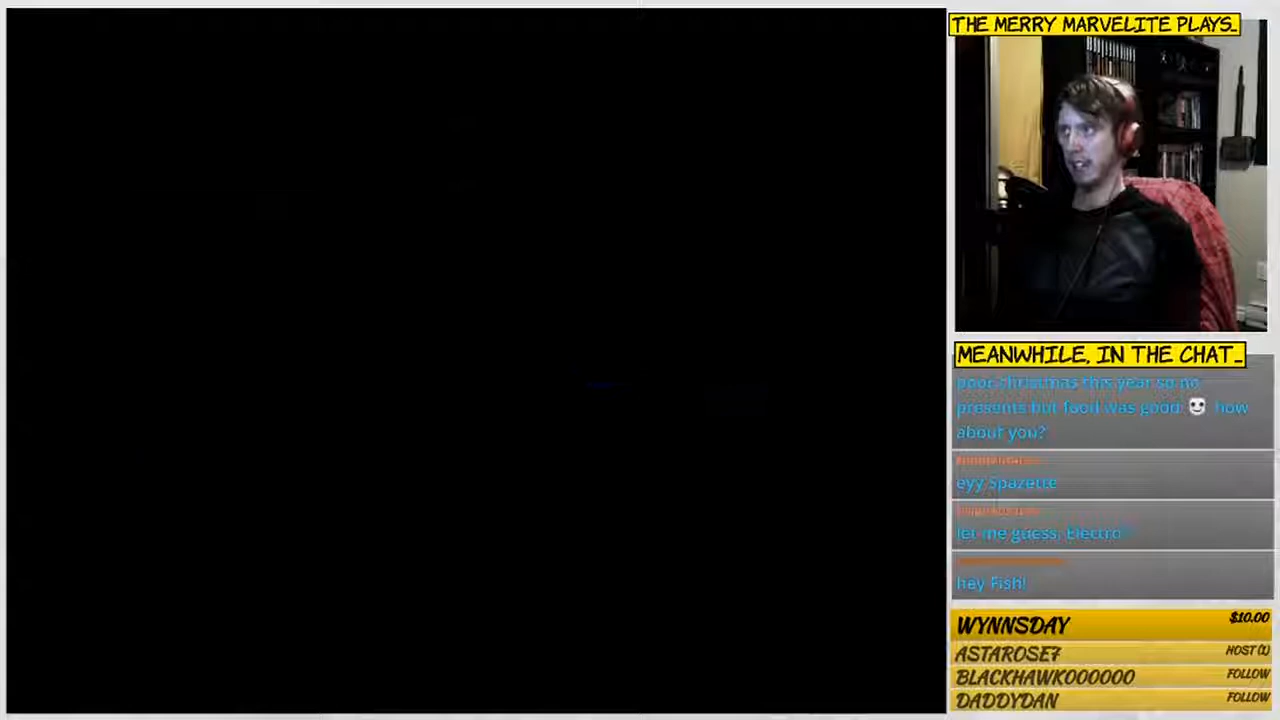 THE MERRY MARVELITE PLAYS...
MEANWHILE, IN THE CHAT...
poor christmas this year so no
presents but food was good how
about you?
eyy Spazette
let me guess, Electro?
hey Fish!
WYNNSDAY $10.00
ASTAROSE7 HOST (1)
BLACKHAWK000000 FOLLOW
DADDYDAN FOLLOW